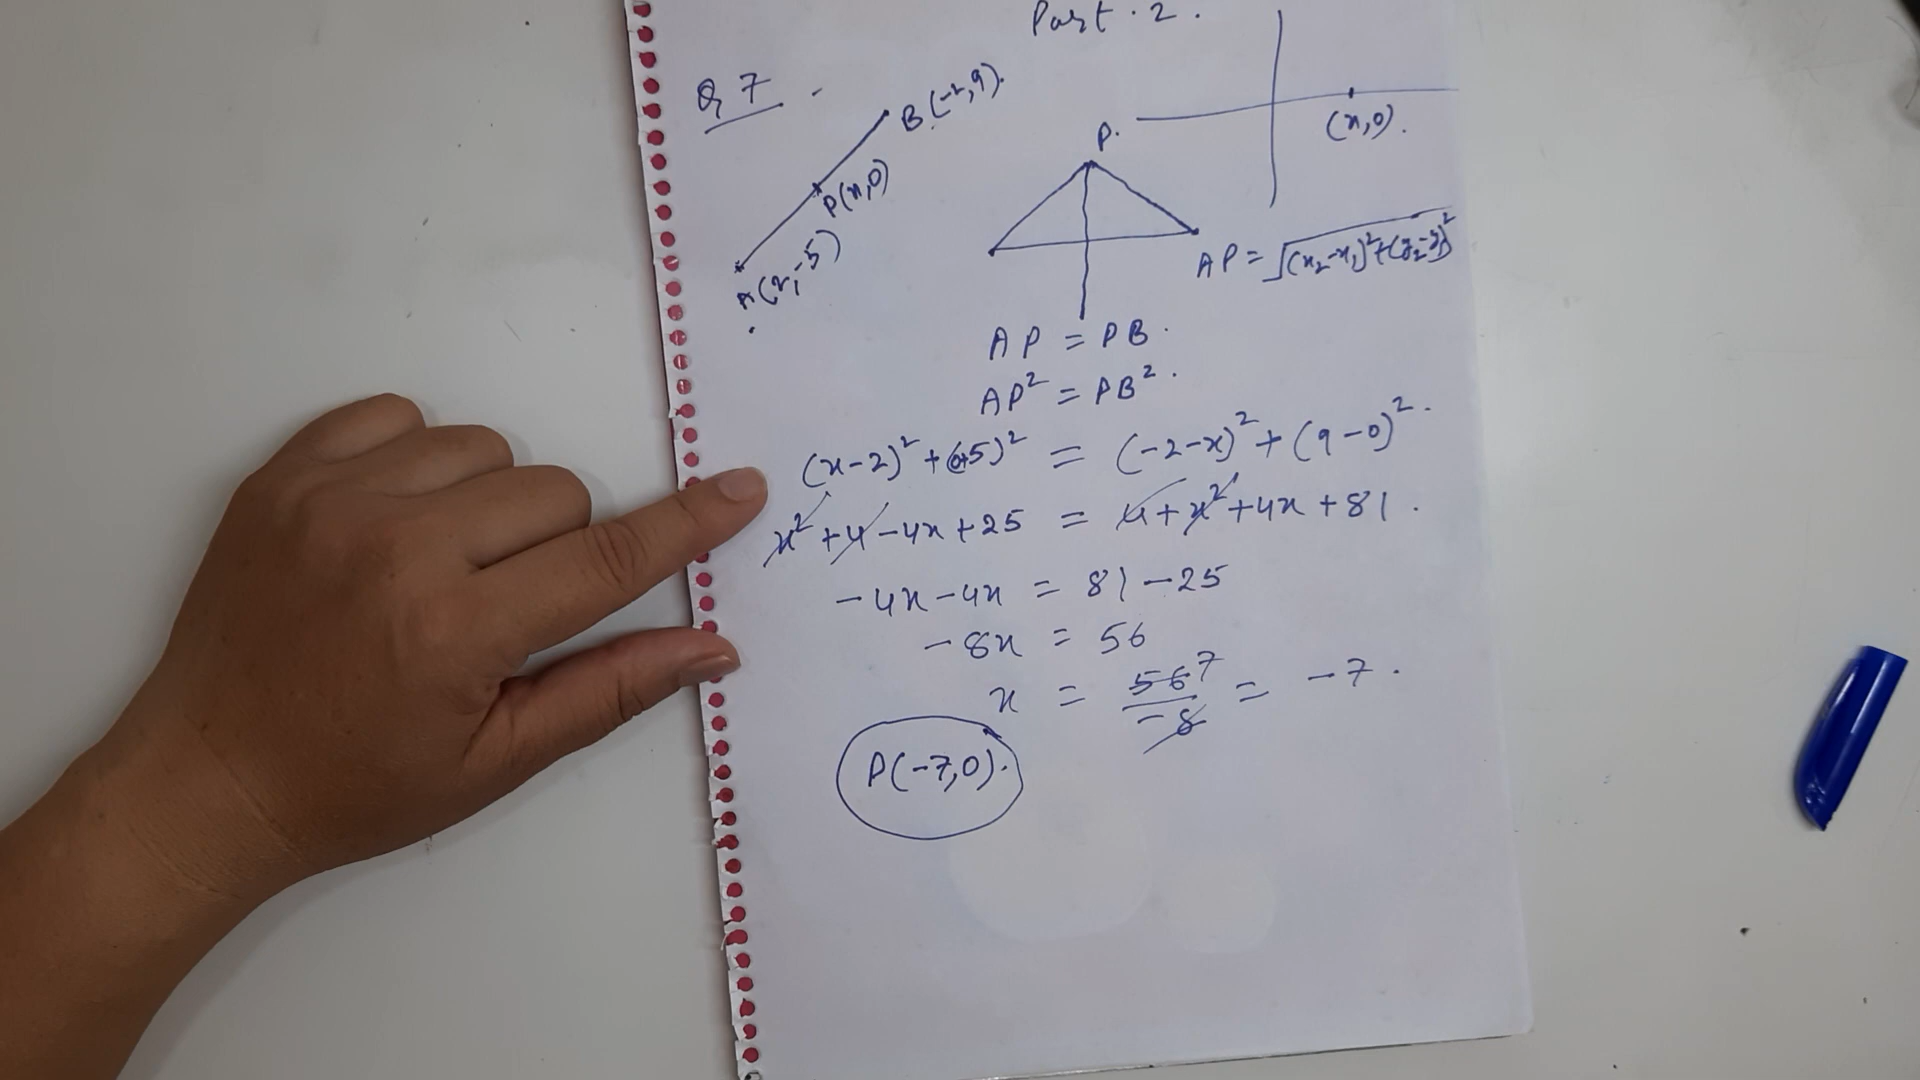 Part.2.
Q7 -
B(-2,9).
P(x,0)
A(2,-5)
P.
(x,0).
AP = √(x₂-x₁)²+(y₂-y₁)²
AP = PB.
AP² = PB².
(x-2)²+(0+5)² = (-2-x)²+(9-0)².
x²+4-4x+25 = 4+x²+4x+81.
-4x-4x = 81-25
-8x = 56
x = 56/-8 7 = -7.
P(-7,0).